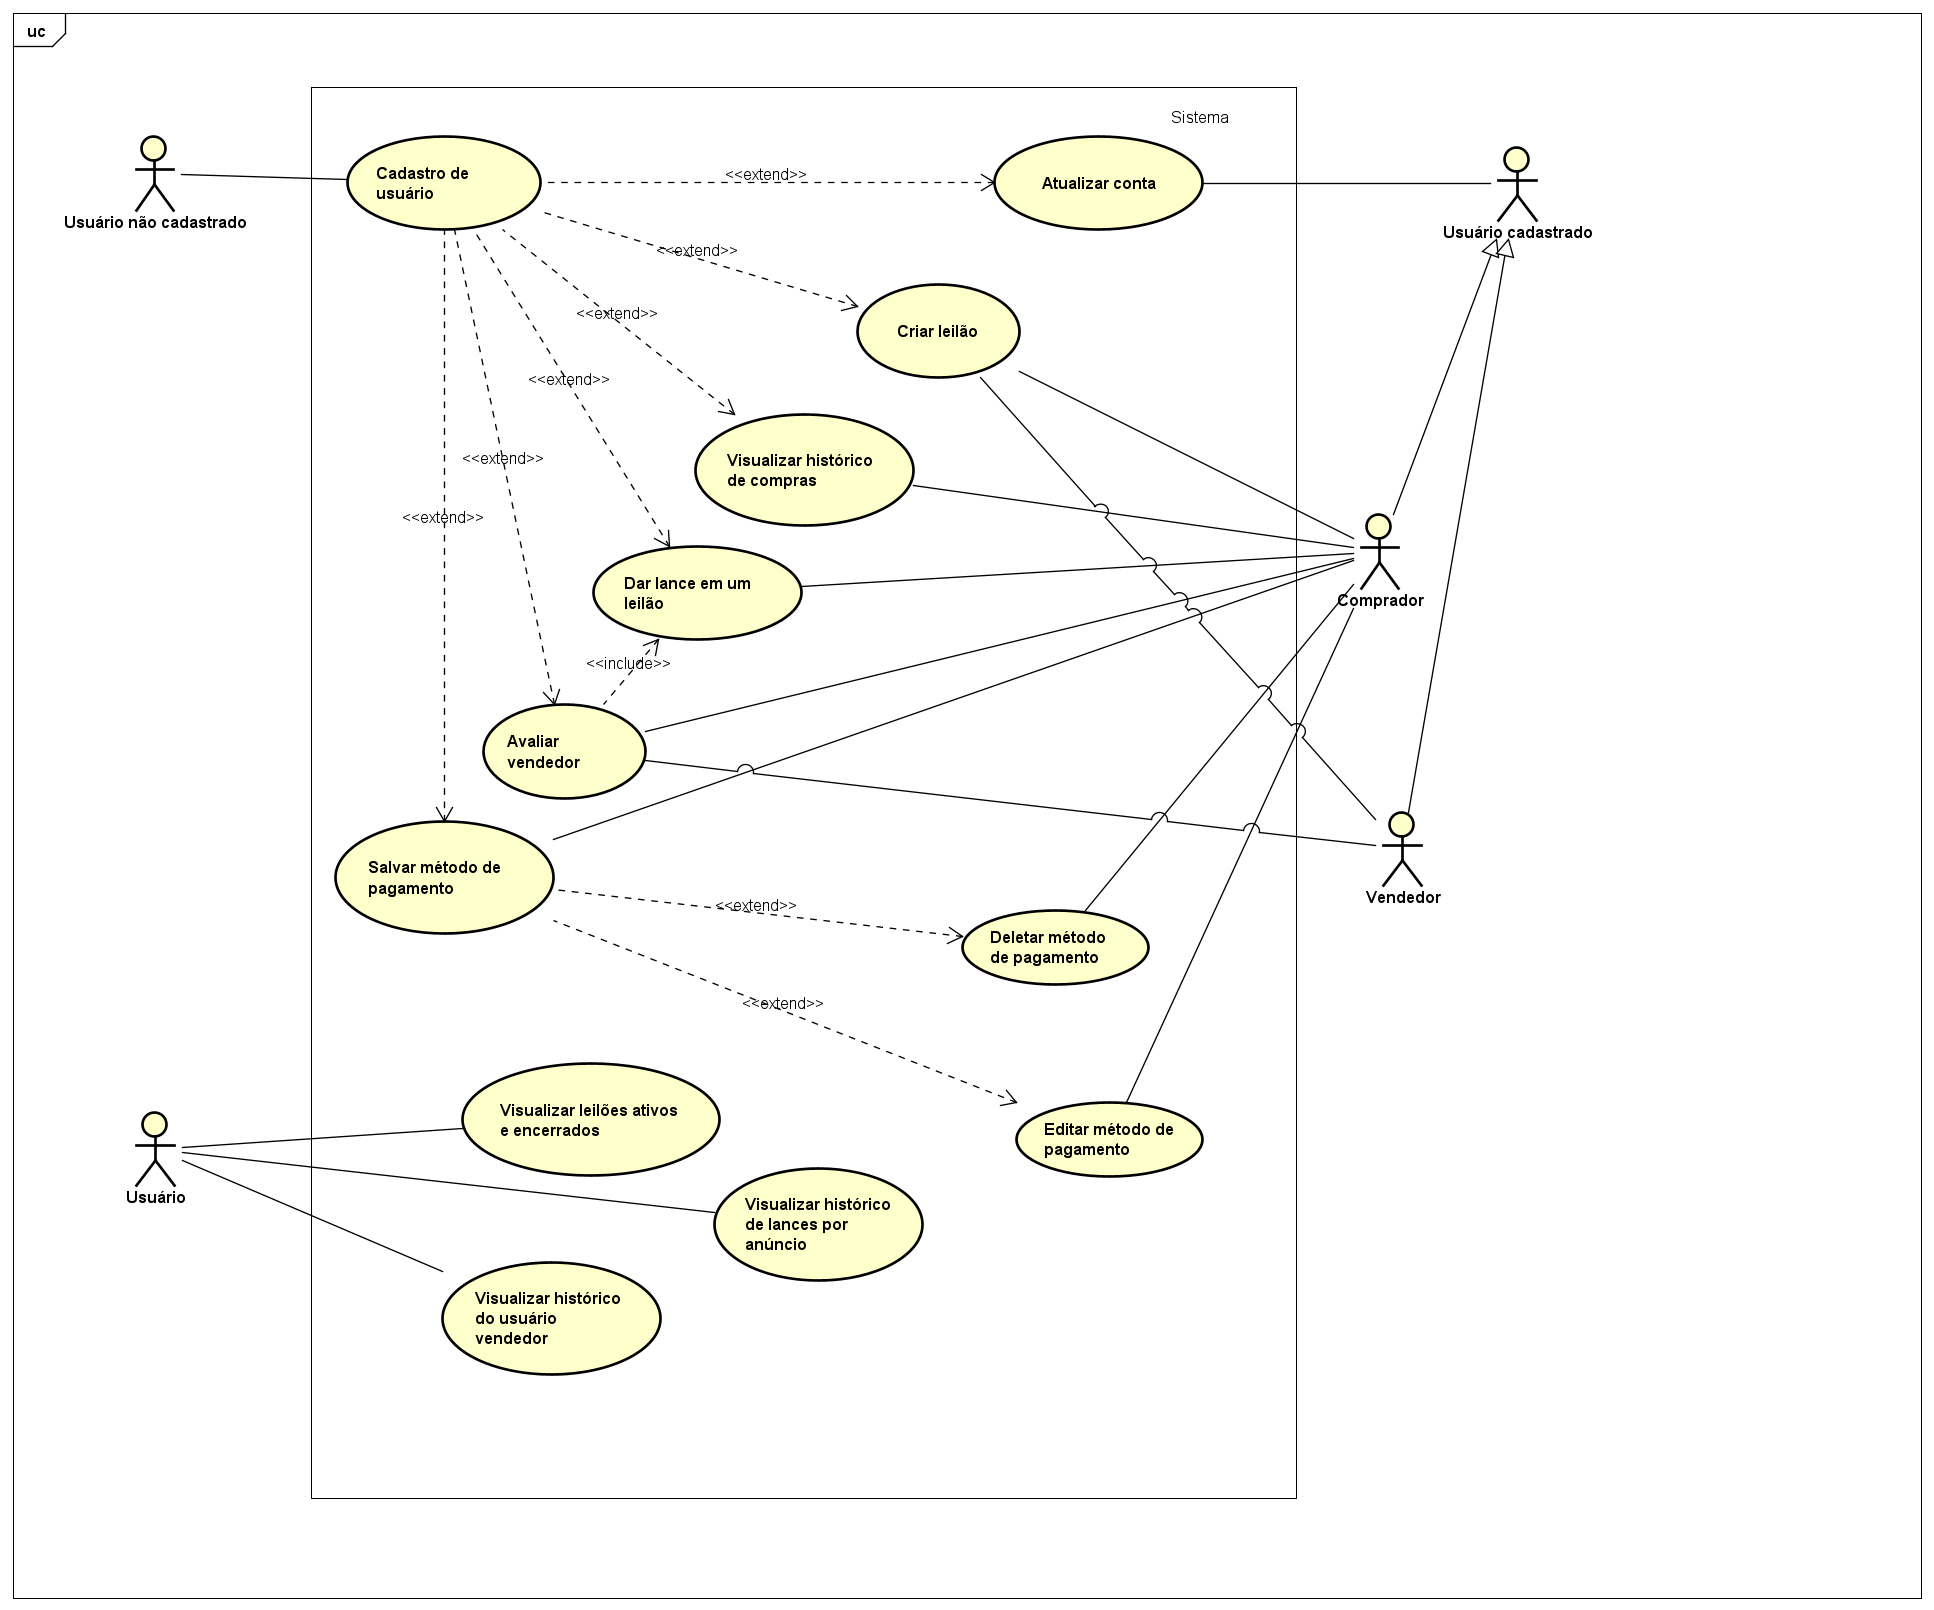 uc
Sistema
Usuário não cadastrado
Cadastro de
usuário
<<extend>>
Atualizar conta
Usuário cadastrado
<<extend>>
Criar leilão
<<extend>>
<<extend>>
Visualizar histórico
de compras
<<extend>>
<<extend>>
Dar lance em um
leilão
Comprador
<<include>>
Avaliar
vendedor
Salvar método de
pagamento
Vendedor
<<extend>>
Deletar método
de pagamento
<<extend>>
Visualizar leilões ativos
e encerrados
Editar método de
pagamento
Usuário
Visualizar histórico
de lances por
anúncio
Visualizar histórico
do usuário
vendedor